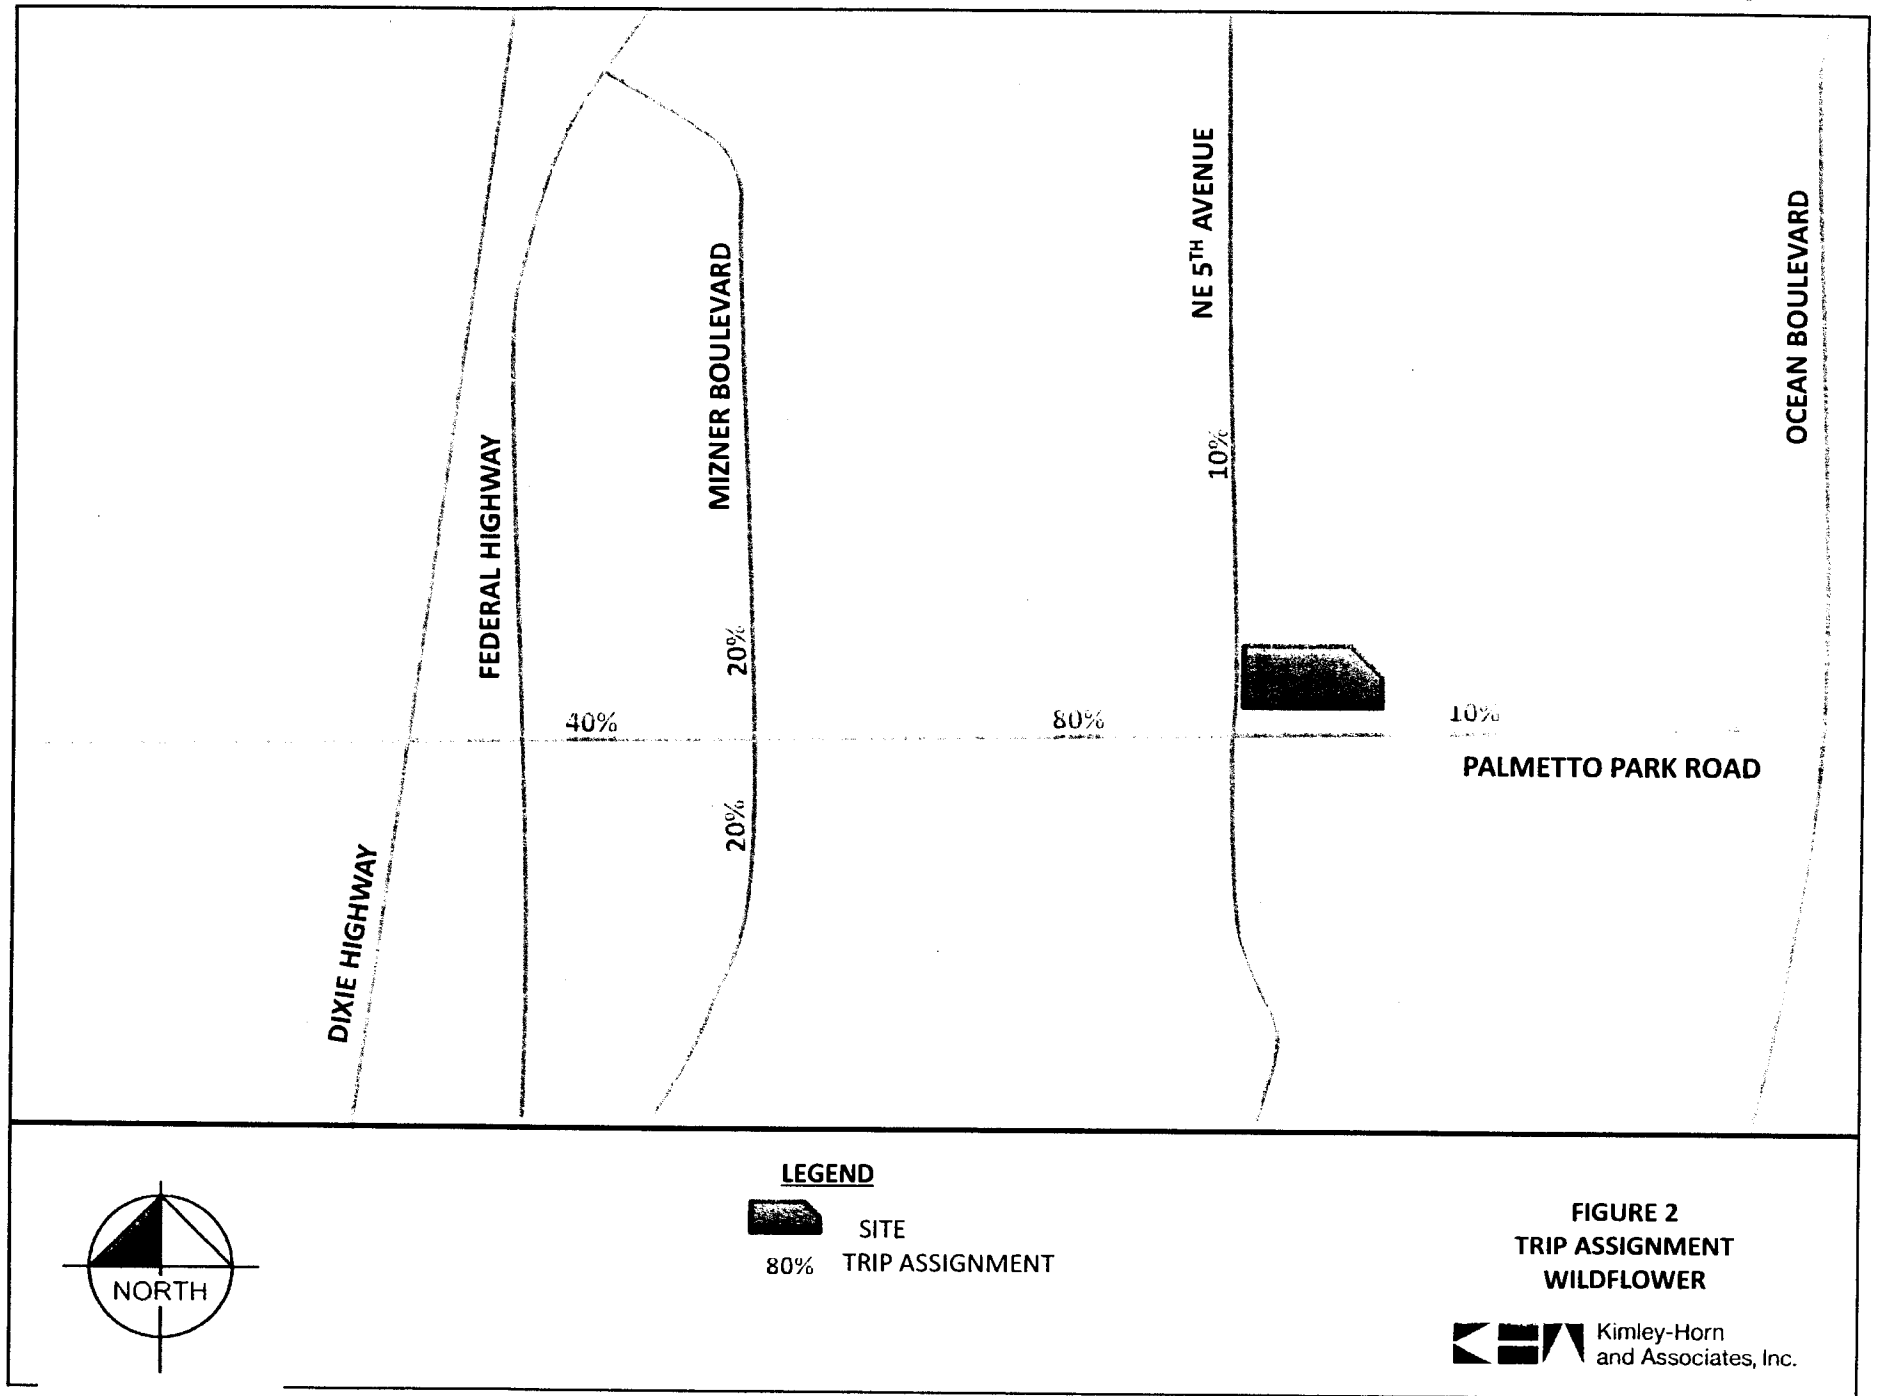 NE 5TH AVENUE
OCEAN BOULEVARD
MIZNER BOULEVARD
FEDERAL HIGHWAY
10%
20%
40%
80%
10%
PALMETTO PARK ROAD
20%
DIXIE HIGHWAY
NORTH
LEGEND
SITE
80% TRIP ASSIGNMENT
FIGURE 2
TRIP ASSIGNMENT
WILDFLOWER
Kimley-Horn
and Associates, Inc.